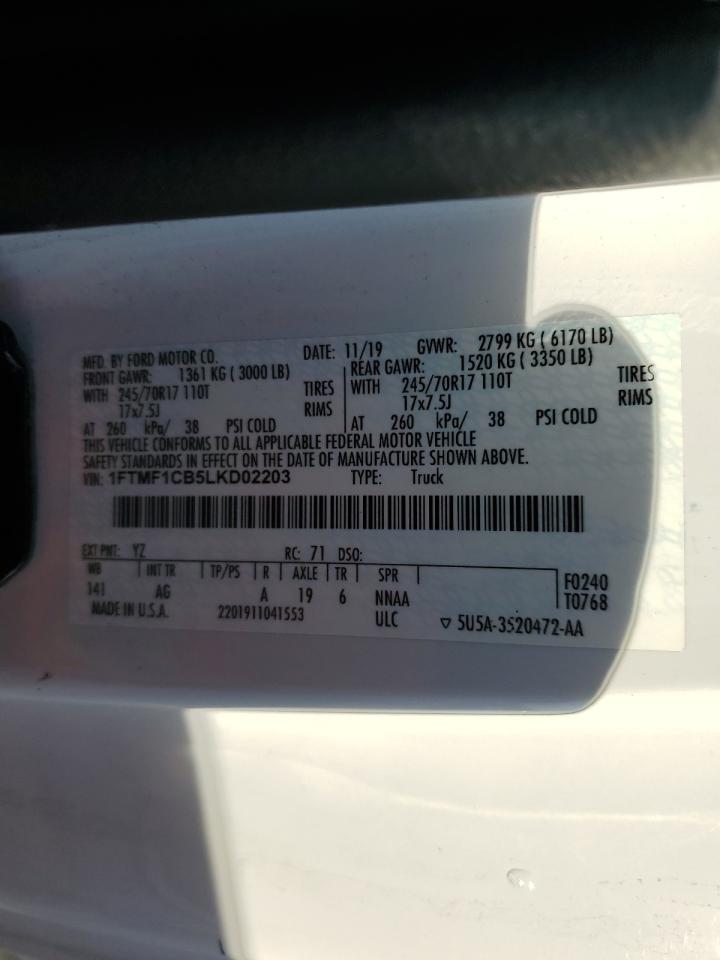 MFD. BY FORD MOTOR CO. DATE: 11/19 GVWR: 2799 KG ( 6170 LB)
FRONT GAWR: 1361 KG ( 3000 LB) REAR GAWR: 1520 KG ( 3350 LB)
WITH 245/70R17 110T TIRES WITH 245/70R17 110T TIRES
17x7.5J RIMS 17x7.5J RIMS
AT 260 kPa/ 38 PSI COLD AT 260 kPa/ 38 PSI COLD
THIS VEHICLE CONFORMS TO ALL APPLICABLE FEDERAL MOTOR VEHICLE
SAFETY STANDARDS IN EFFECT ON THE DATE OF MANUFACTURE SHOWN ABOVE.
VIN: 1FTMF1CB5LKD02203 TYPE: Truck
EXT PNT: YZ RC: 71 DSO:
WB INT TR TP/PS R AXLE TR SPR F0240
141 AG A 19 6 NNAA T0768
MADE IN U.S.A. 2201911041553 ULC ▽ 5U5A-3520472-AA